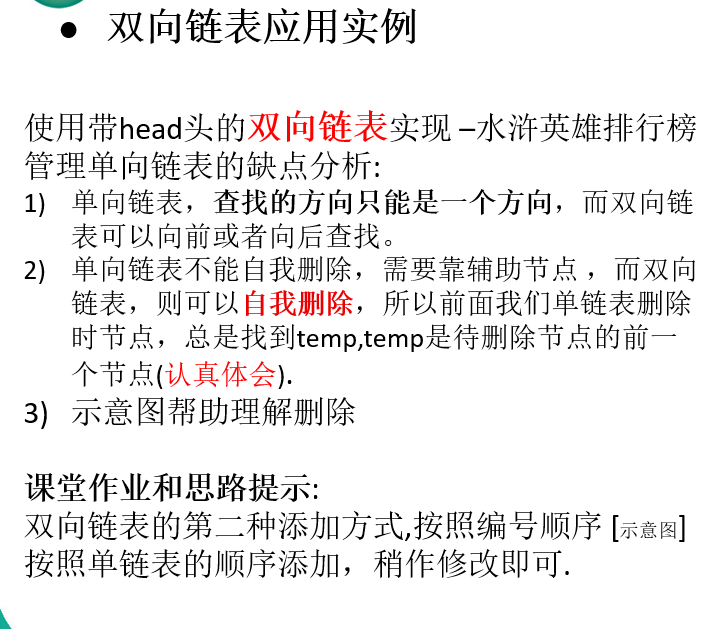 ● 双向链表应用实例
使用带head头的双向链表实现 –水浒英雄排行榜
管理单向链表的缺点分析:
1) 单向链表，查找的方向只能是一个方向，而双向链
表可以向前或者向后查找。
2) 单向链表不能自我删除，需要靠辅助节点 ，而双向
链表，则可以自我删除，所以前面我们单链表删除
时节点，总是找到temp,temp是待删除节点的前一
个节点(认真体会).
3) 示意图帮助理解删除
课堂作业和思路提示:
双向链表的第二种添加方式,按照编号顺序 [示意图]
按照单链表的顺序添加，稍作修改即可.